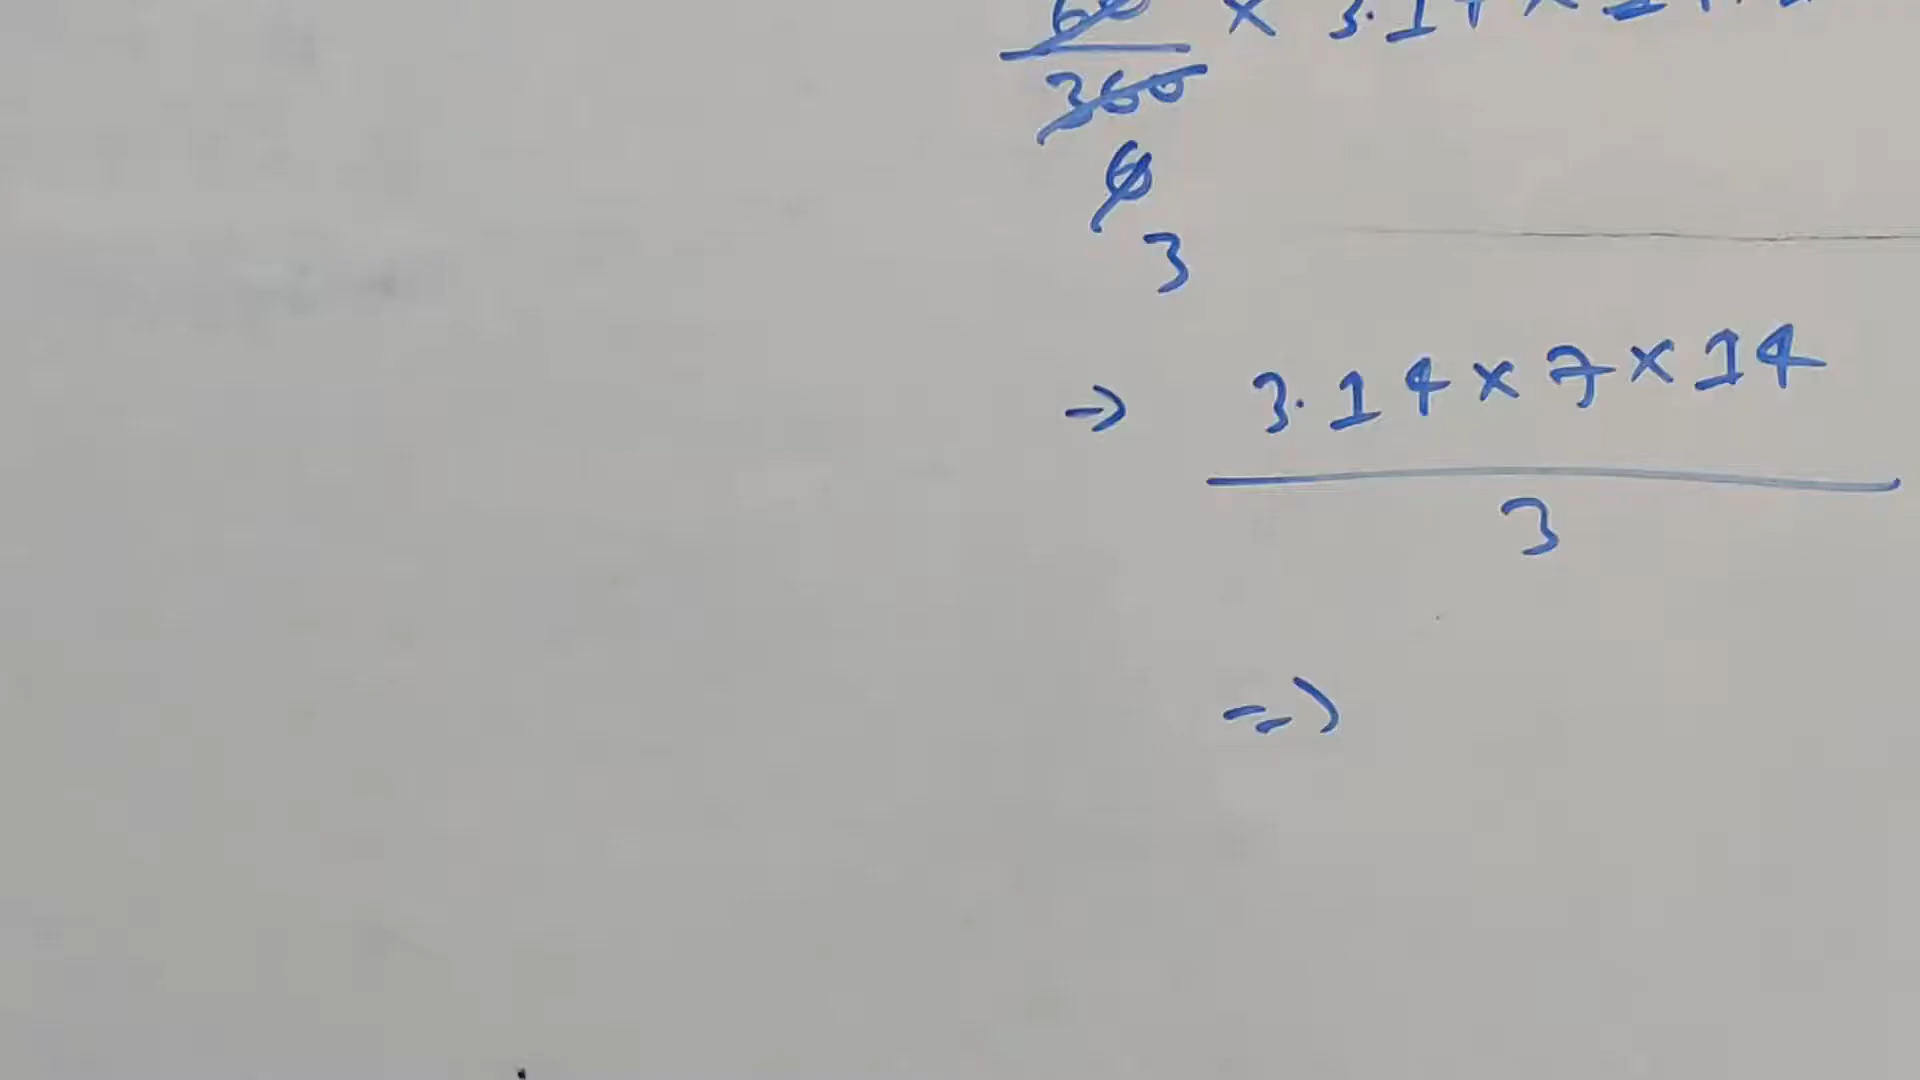 60
360 × 3.14 ×
6
3
→ 3.14 × 7 × 14
3
=)